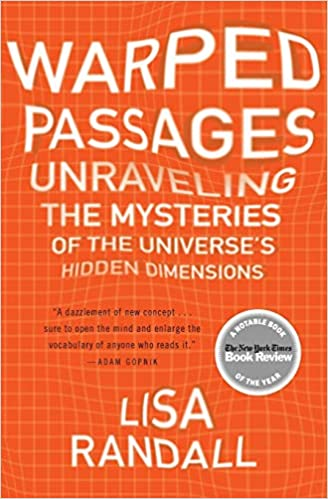 WARPED
PASSAGES
UNRAVELING
THE MYSTERIES
OF THE UNIVERSE'S
HIDDEN DIMENSIONS
"A dazzlement of new concept . . .
sure to open the mind and enlarge the
vocabulary of anyone who reads it."
—ADAM GOPNIK
A NOTABLE BOOK
The New York Times
Book Review
OF THE YEAR
LISA
RANDALL